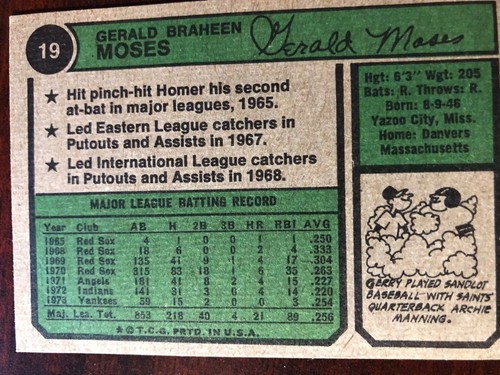 19
GERALD BRAHEEN
MOSES
Gerald Moses
★ Hit pinch-hit Homer his second
at-bat in major leagues, 1965.
★ Led Eastern League catchers in
Putouts and Assists in 1967.
★ Led International League catchers
in Putouts and Assists in 1968.
Hgt: 6'3" Wgt: 205
Bats: R. Throws: R.
Born: 8-9-46
Yazoo City, Miss.
Home: Danvers
Massachusetts
MAJOR LEAGUE BATTING RECORD
Year Club AB H 2B 3B HR RBI AVG
1965 Red Sox 4 1 0 0 1 1 .250
1968 Red Sox 18 6 0 0 2 4 .333
1969 Red Sox 135 41 9 1 4 17 .304
1970 Red Sox 315 83 18 1 6 35 .263
1971 Angels 181 41 8 2 4 15 .227
1972 Indians 141 31 3 0 4 14 .220
1973 Yankees 59 15 2 0 0 3 .254
Maj. Lea. Tot. 853 218 40 4 21 89 .256
★ © T.C.G. PRTD. IN U.S.A.
GERRY PLAYED SANDLOT
BASEBALL WITH SAINTS
QUARTERBACK ARCHIE
MANNING.